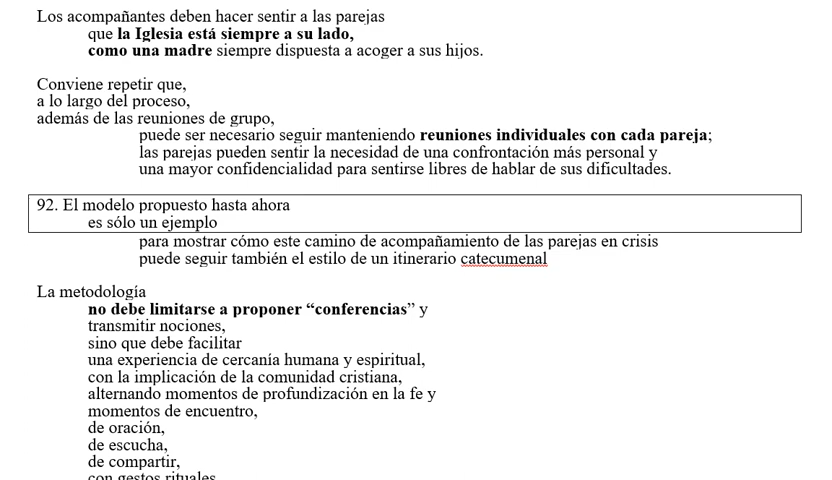 Los acompañantes deben hacer sentir a las parejas
que la Iglesia está siempre a su lado,
como una madre siempre dispuesta a acoger a sus hijos.
Conviene repetir que,
a lo largo del proceso,
además de las reuniones de grupo,
puede ser necesario seguir manteniendo reuniones individuales con cada pareja;
las parejas pueden sentir la necesidad de una confrontación más personal y
una mayor confidencialidad para sentirse libres de hablar de sus dificultades.
92. El modelo propuesto hasta ahora
es sólo un ejemplo
para mostrar cómo este camino de acompañamiento de las parejas en crisis
puede seguir también el estilo de un itinerario catecumenal
La metodología
no debe limitarse a proponer “conferencias” y
transmitir nociones,
sino que debe facilitar
una experiencia de cercanía humana y espiritual,
con la implicación de la comunidad cristiana,
alternando momentos de profundización en la fe y
momentos de encuentro,
de oración,
de escucha,
de compartir,
con gestos rituales